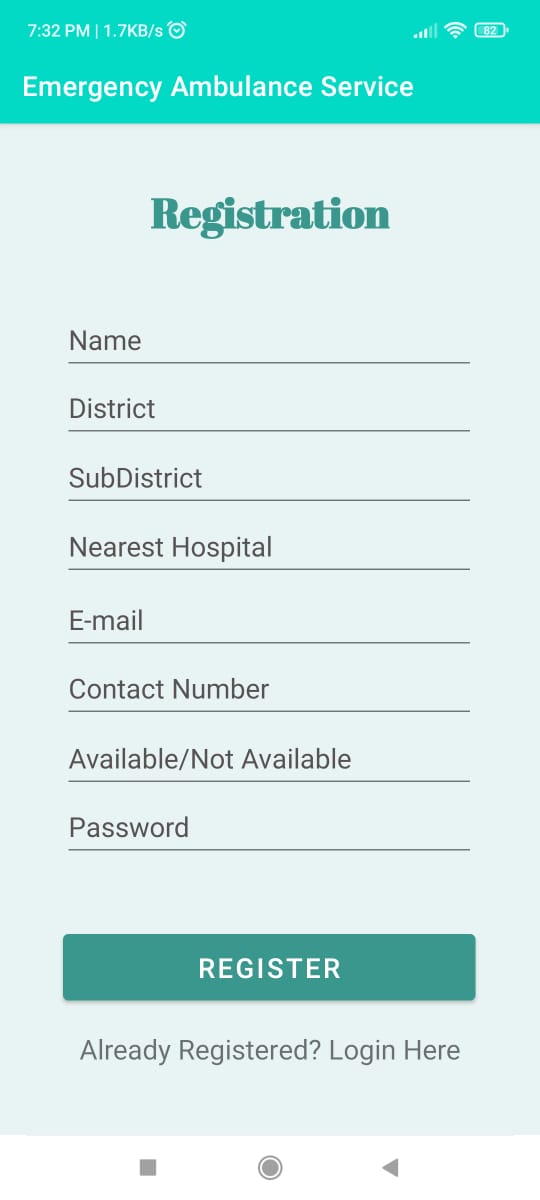 7:32 PM | 1.7KB/s
82
Emergency Ambulance Service
Registration
Name
District
SubDistrict
Nearest Hospital
E-mail
Contact Number
Available/Not Available
Password
REGISTER
Already Registered? Login Here